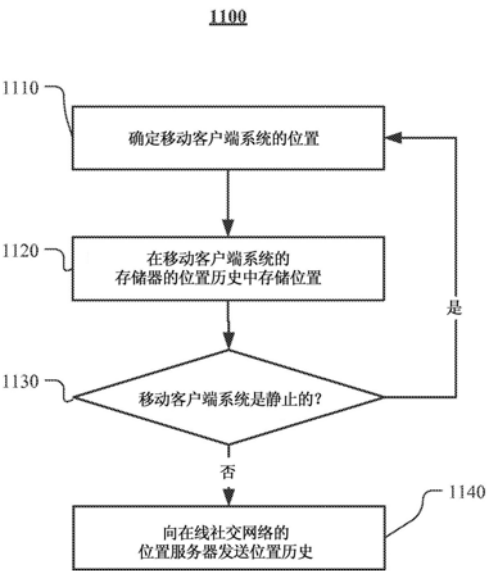 1100
1110
确定移动客户端系统的位置
1120
在移动客户端系统的
存储器的位置历史中存储位置
是
1130
移动客户端系统是静止的?
否
1140
向在线社交网络的
位置服务器发送位置历史